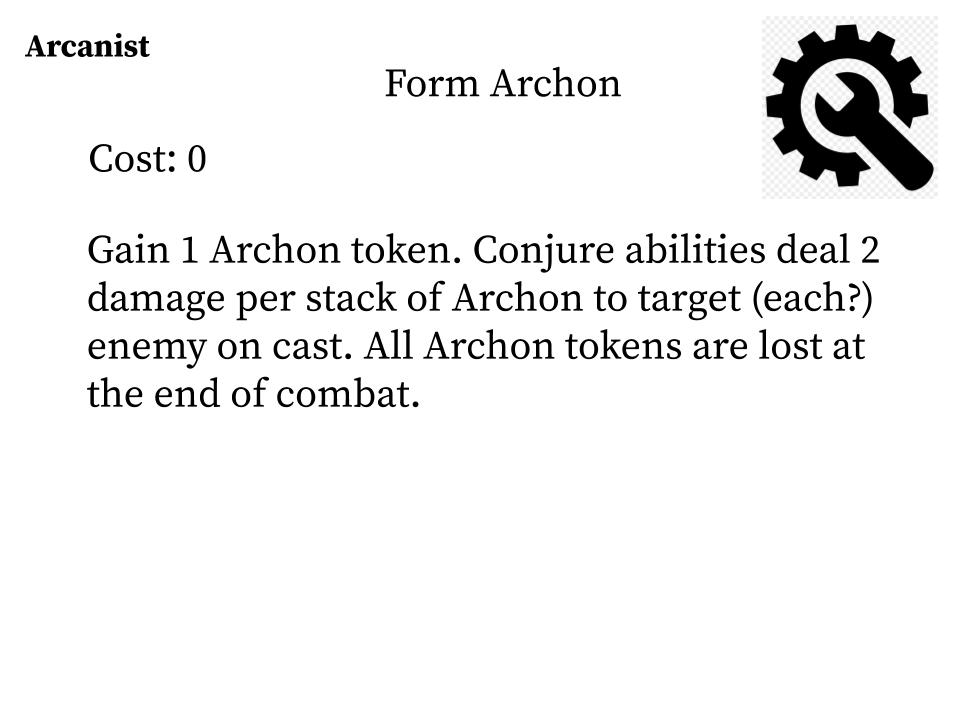 Arcanist
Form Archon
Cost: 0
Gain 1 Archon token. Conjure abilities deal 2
damage per stack of Archon to target (each?)
enemy on cast. All Archon tokens are lost at
the end of combat.